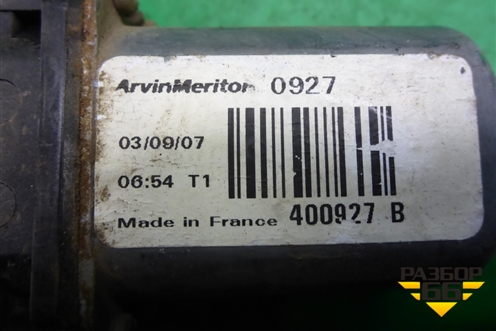 ArvinMeritor 0927
03/09/07
06:54 T1
Made in France 400927 B
РАЗБОР
66